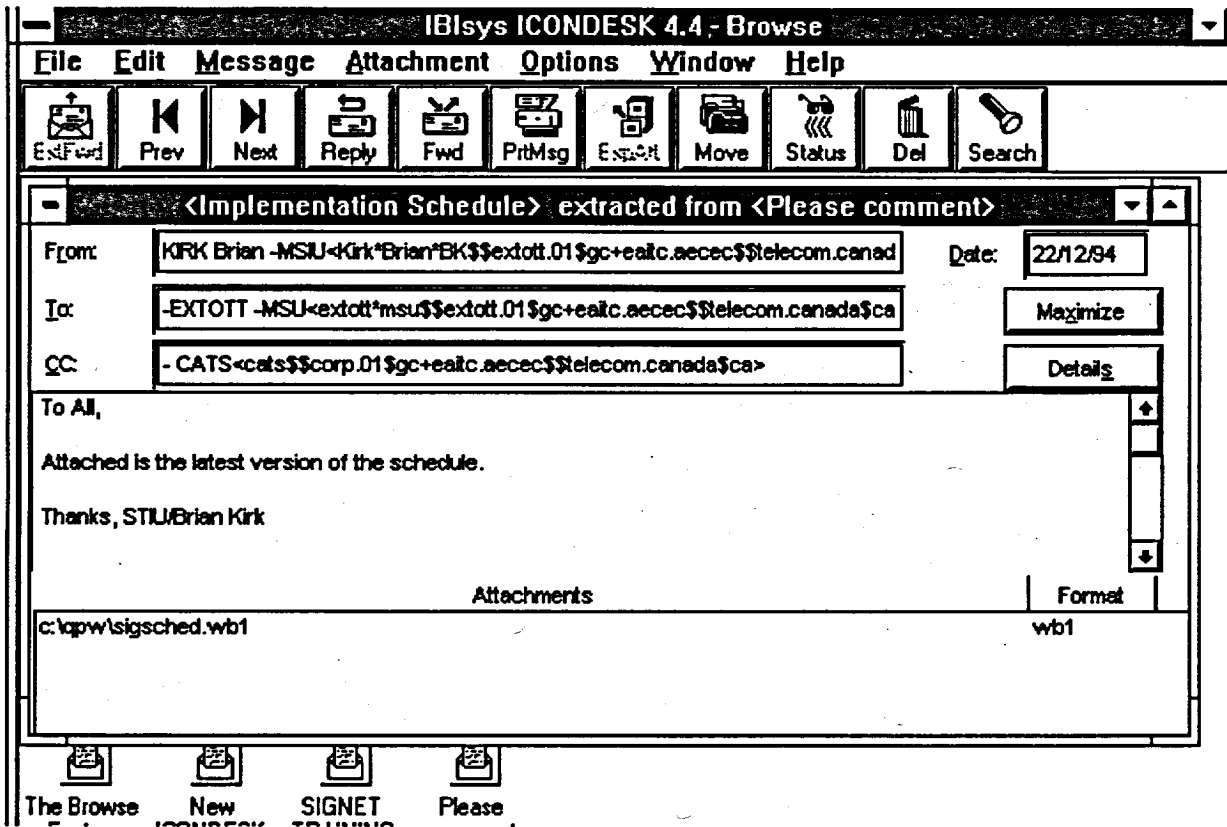 IBIsys ICONDESK 4.4 - Browse
File Edit Message Attachment Options Window Help
ExtFwd Prev Next Reply Fwd PrtMsg ExpAtt Move Status Del Search
<Implementation Schedule> extracted from <Please comment>
From: KIRK Brian -MSIU<Kirk*Brian*BK$$extott.01$gc+eaitc.aecec$$telecom.canad Date: 22/12/94
To: -EXTOTT -MSU<extott*msu$$extott.01$gc+eaitc.aecec$$telecom.canada$ca Maximize
CC: - CATS<cats$$corp.01$gc+eaitc.aecec$$telecom.canada$ca> Details
To All,
Attached is the latest version of the schedule.
Thanks, STIU/Brian Kirk
Attachments Format
c:\qpw\sigsched.wb1 wb1
The Browse New SIGNET Please
ICONDESK TRAINING